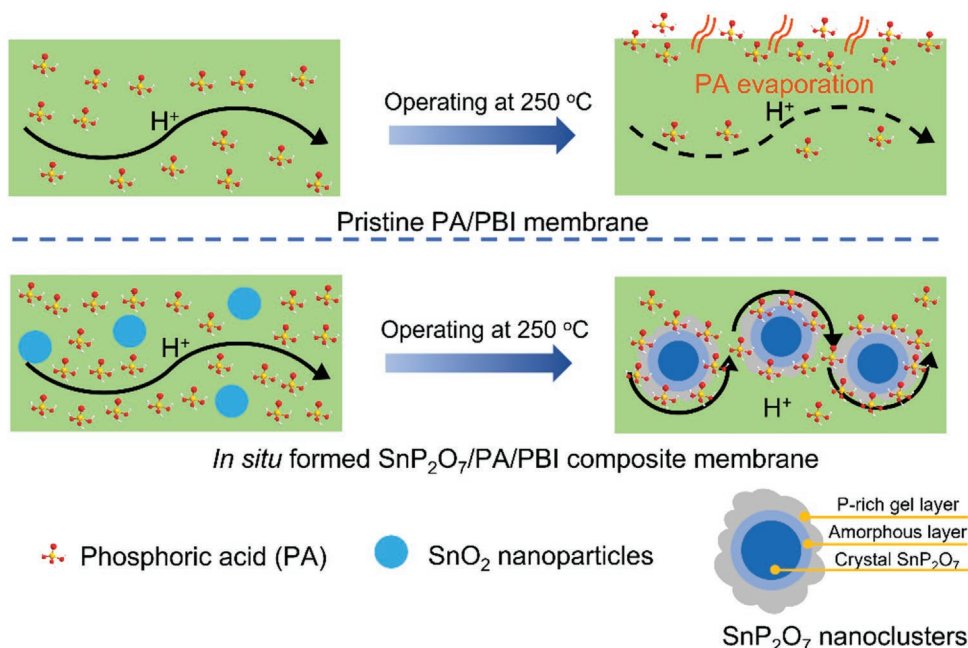 Operating at 250 °C
H⁺
PA evaporation
H⁺
Pristine PA/PBI membrane
Operating at 250 °C
H⁺
H⁺
In situ formed SnP₂O₇/PA/PBI composite membrane
Phosphoric acid (PA)
SnO₂ nanoparticles
P-rich gel layer
Amorphous layer
Crystal SnP₂O₇
SnP₂O₇ nanoclusters